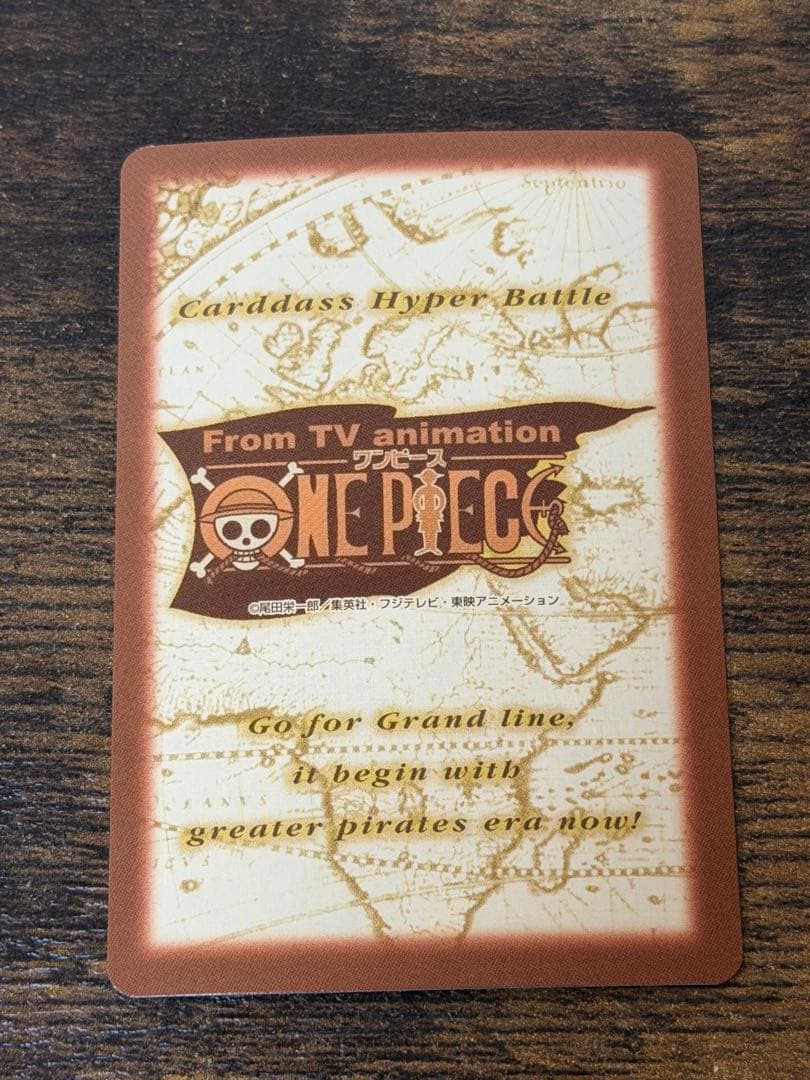 Septentrio
Carddass Hyper Battle
From TV animation
ワンピース
ONE PIECE
©尾田栄一郎/集英社・フジテレビ・東映アニメーション
Go for Grand line,
it begin with
greater pirates era now!